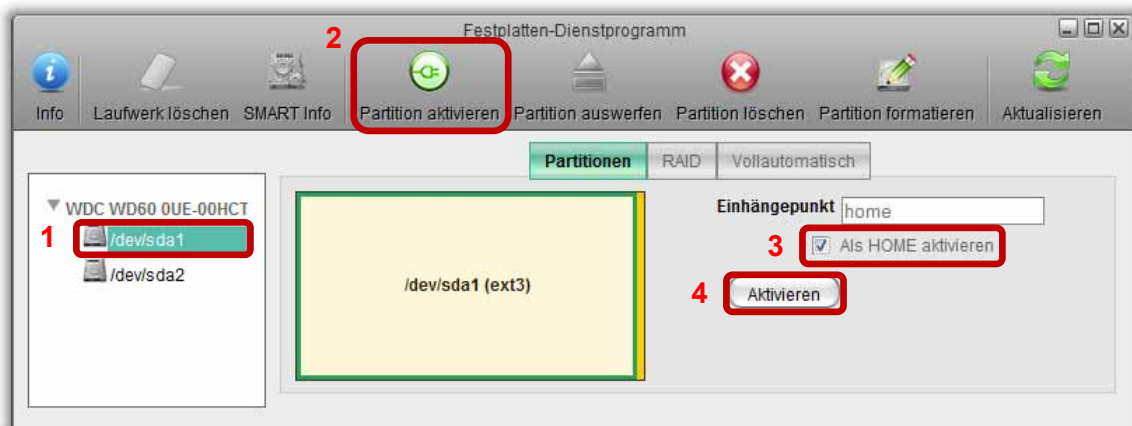 Festplatten-Dienstprogramm
2
Info Laufwerk löschen SMART Info Partition aktivieren Partition auswerfen Partition löschen Partition formatieren Aktualisieren
Partitionen RAID Vollautomatisch
WDC WD60 0UE-00HCT
1 /dev/sda1
/dev/sda2
/dev/sda1 (ext3)
Einhängepunkt home
3 Als HOME aktivieren
4 Aktivieren